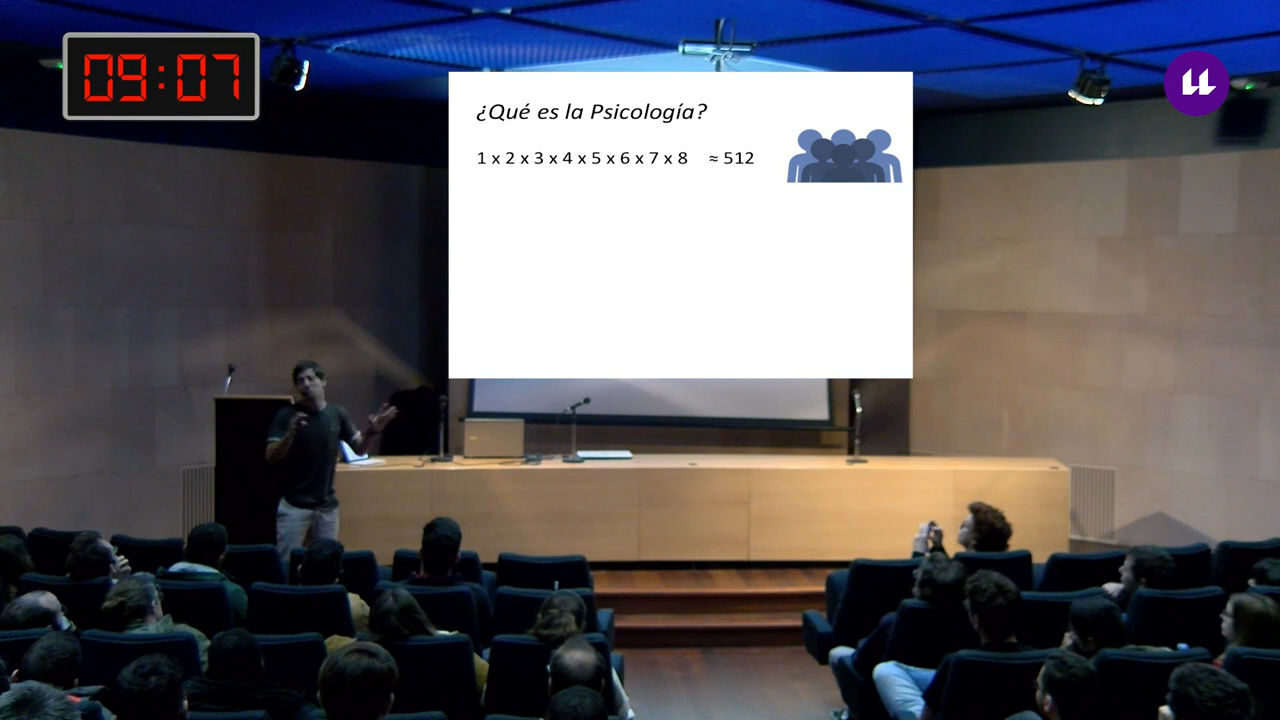 09:07
¿Qué es la Psicología?
1 x 2 x 3 x 4 x 5 x 6 x 7 x 8 ≈ 512